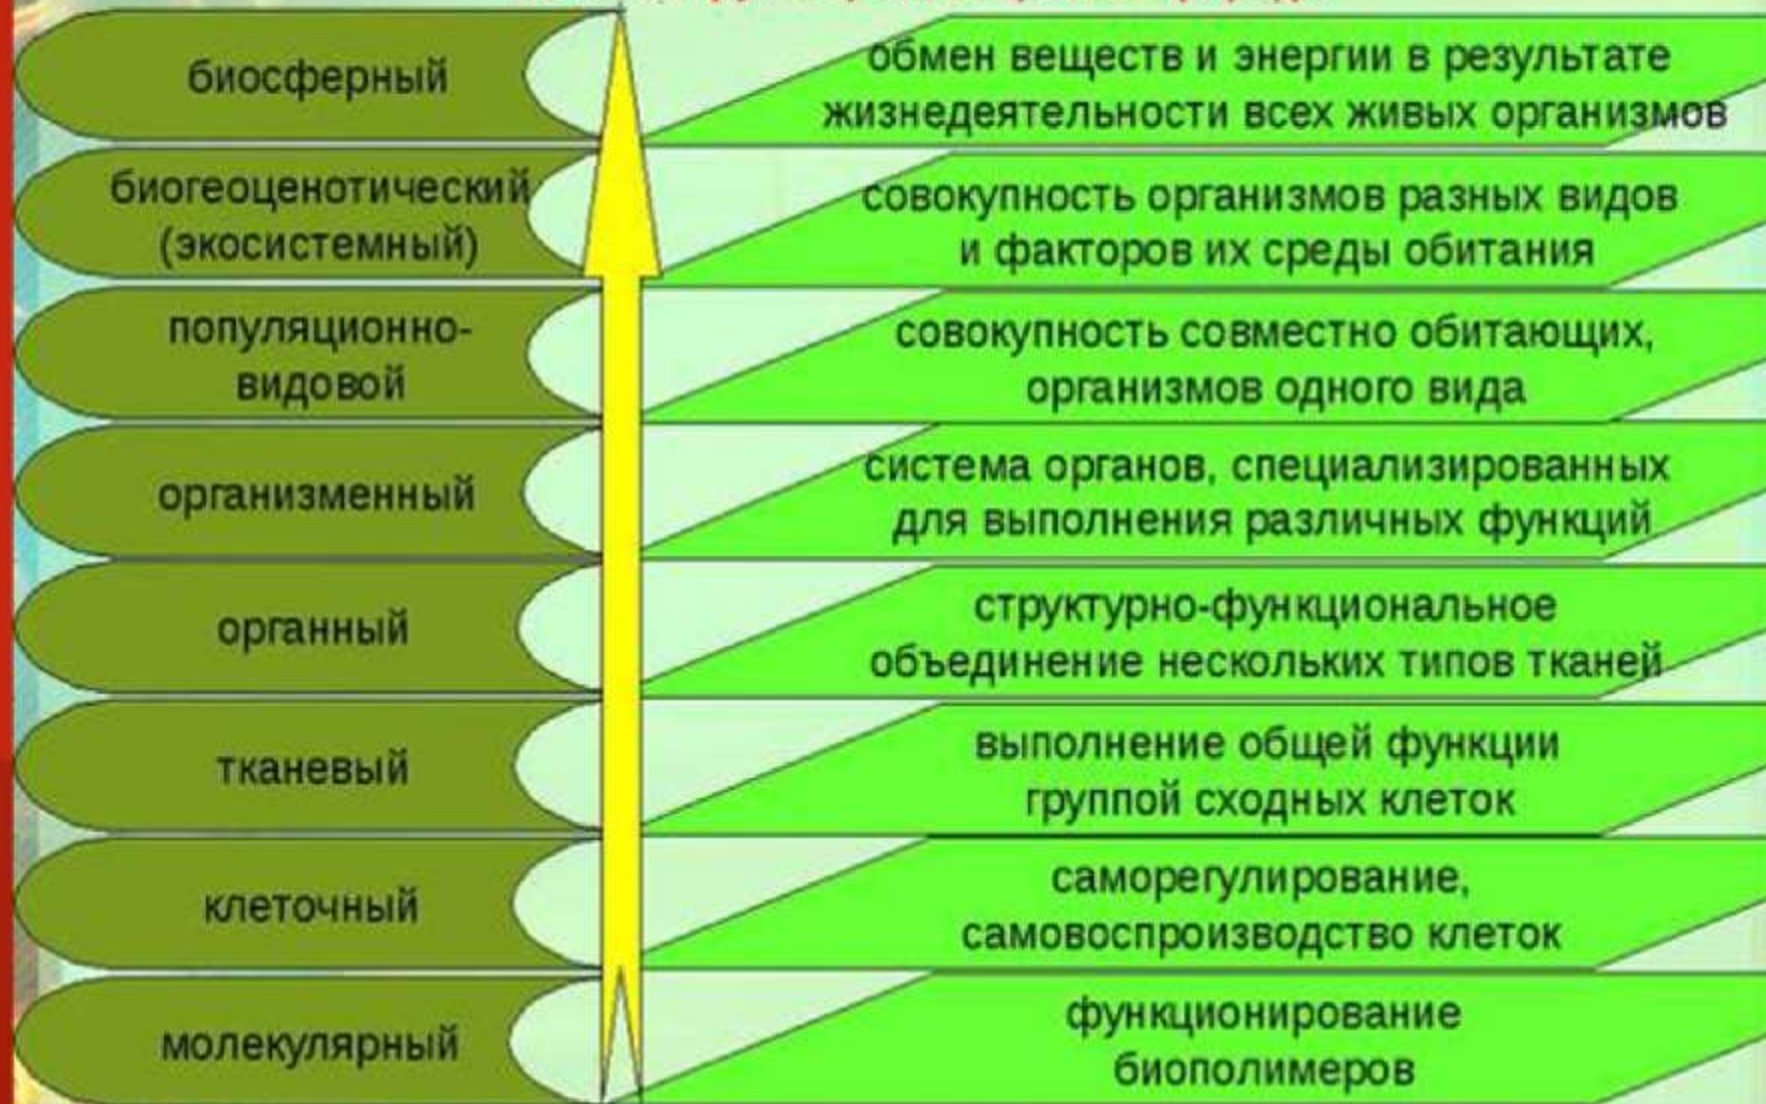 биосферный
обмен веществ и энергии в результате
жизнедеятельности всех живых организмов
биогеоценотический
(экосистемный)
совокупность организмов разных видов
и факторов их среды обитания
популяционно-
видовой
совокупность совместно обитающих,
организмов одного вида
организменный
система органов, специализированных
для выполнения различных функций
органный
структурно-функциональное
объединение нескольких типов тканей
тканевый
выполнение общей функции
группой сходных клеток
клеточный
саморегулирование,
самовоспроизводство клеток
молекулярный
функционирование
биополимеров